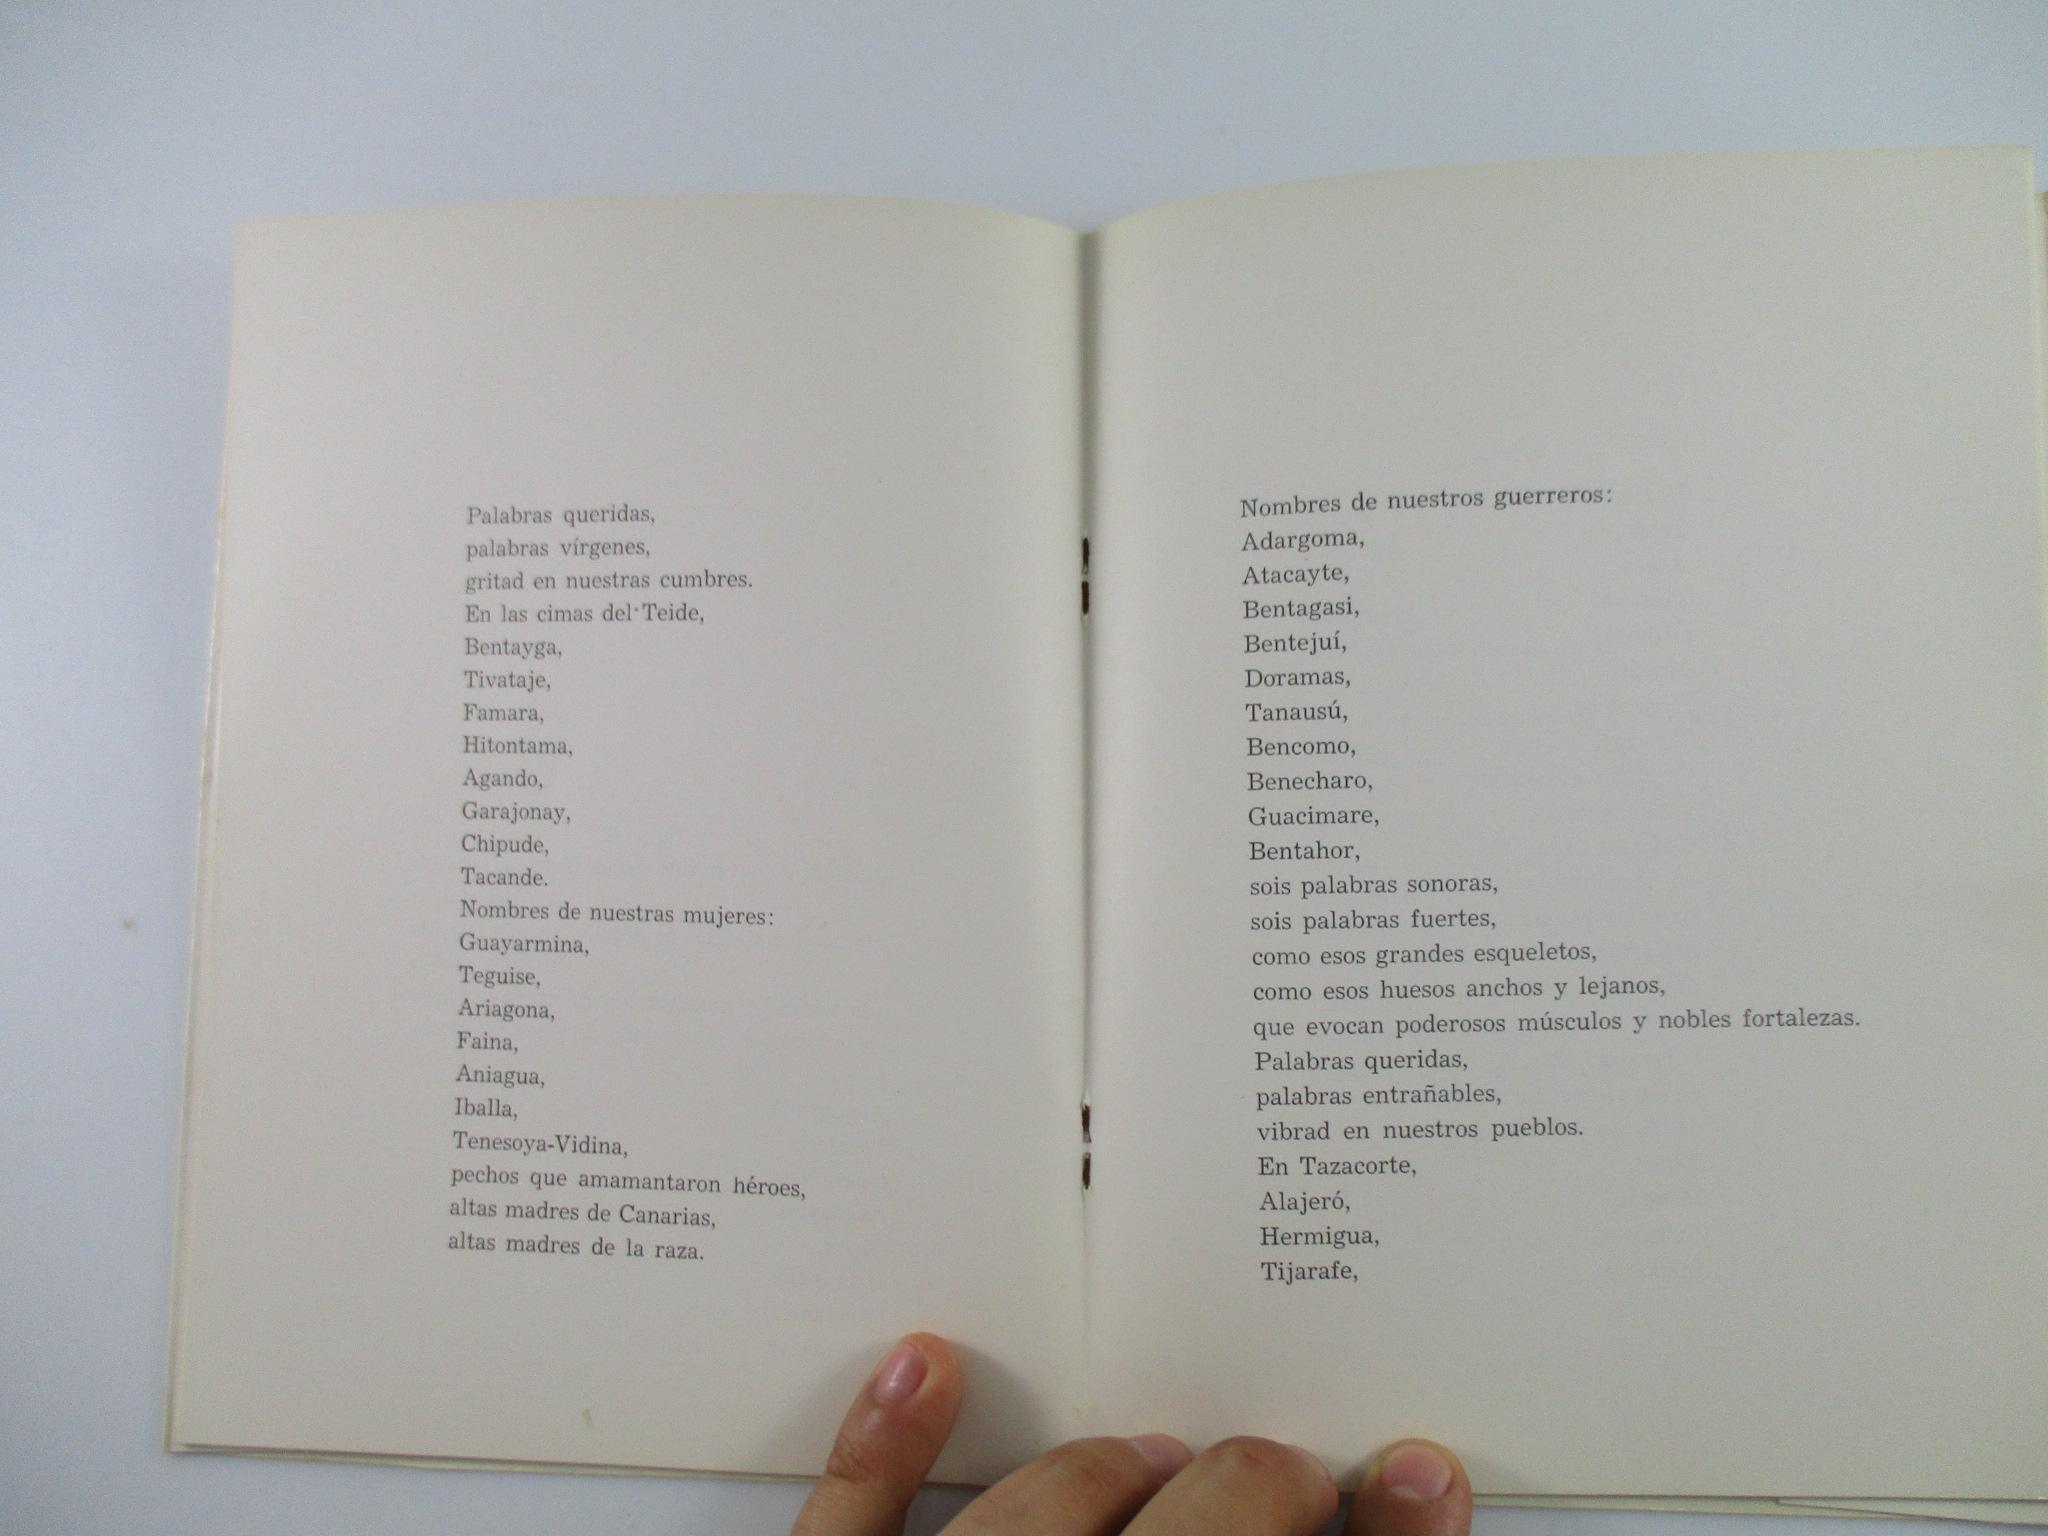 Palabras queridas,
palabras vírgenes,
gritad en nuestras cumbres.
En las cimas del Teide,
Bentayga,
Tivataje,
Famara,
Hitontama,
Agando,
Garajonay,
Chipude,
Tacande.
Nombres de nuestras mujeres:
Guayarmina,
Teguise,
Ariagona,
Faina,
Aniagua,
Iballa,
Tenesoya-Vidina,
pechos que amamantaron héroes,
altas madres de Canarias,
altas madres de la raza.
Nombres de nuestros guerreros:
Adargoma,
Atacayte,
Bentagasi,
Bentejuí,
Doramas,
Tanausú,
Bencomo,
Benecharo,
Guacimare,
Bentahor,
sois palabras sonoras,
sois palabras fuertes,
como esos grandes esqueletos,
como esos huesos anchos y lejanos,
que evocan poderosos músculos y nobles fortalezas.
Palabras queridas,
palabras entrañables,
vibrad en nuestros pueblos.
En Tazacorte,
Alajeró,
Hermigua,
Tijarafe,